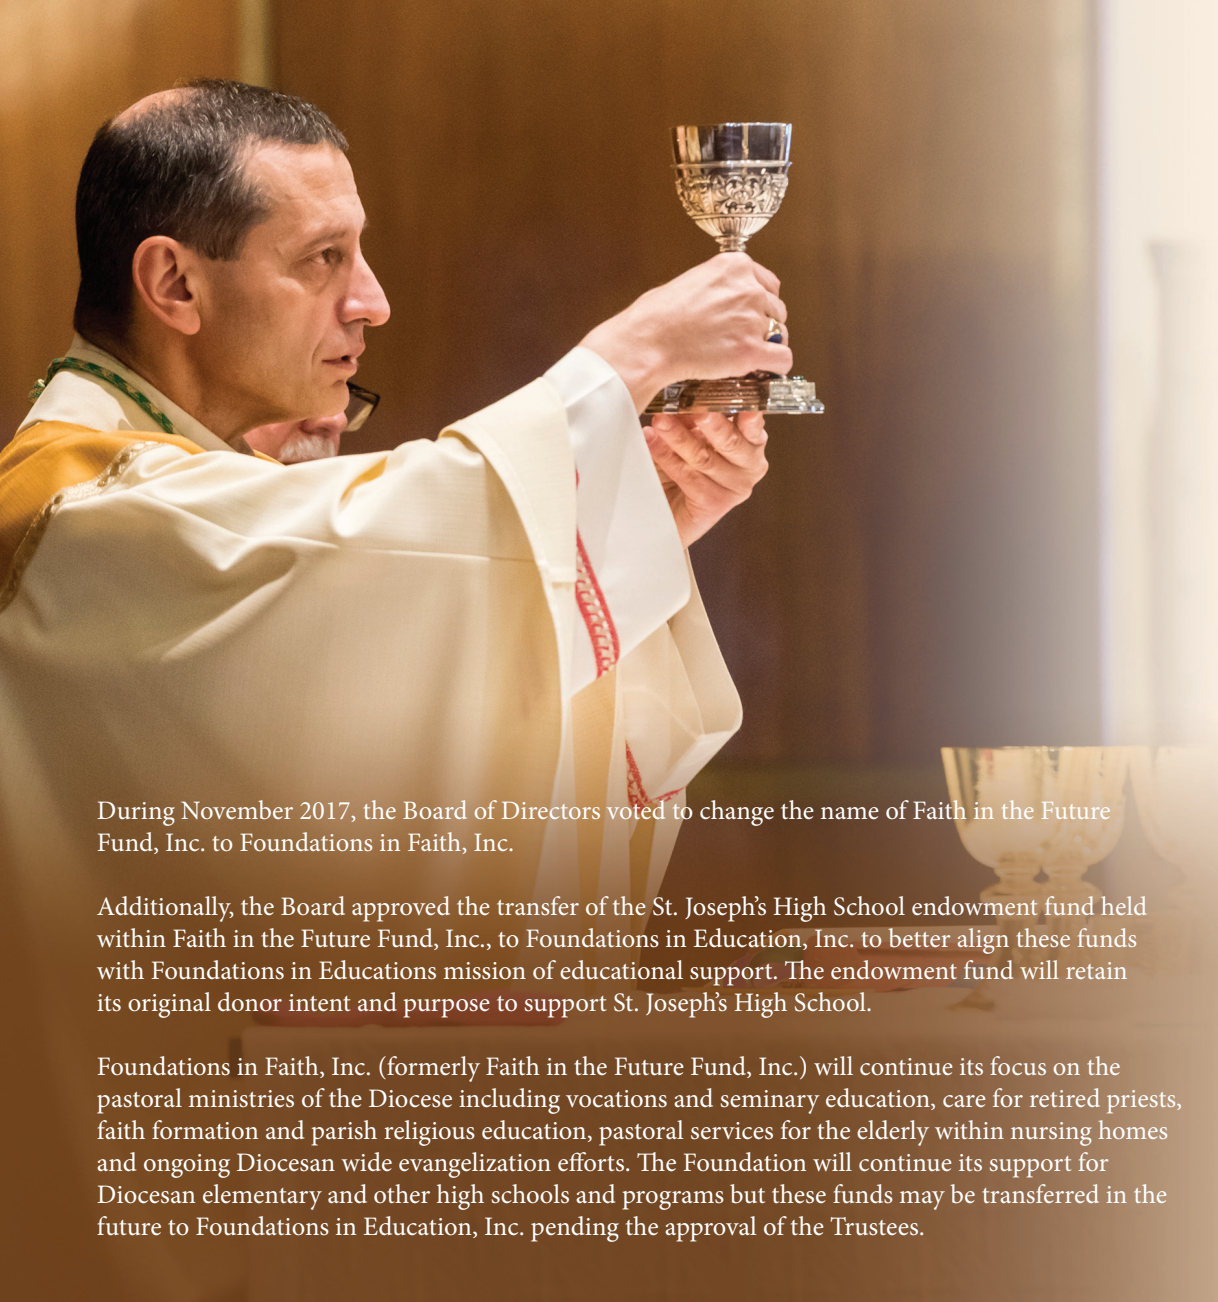 During November 2017, the Board of Directors voted to change the name of Faith in the Future
Fund, Inc. to Foundations in Faith, Inc.
Additionally, the Board approved the transfer of the St. Joseph’s High School endowment fund held
within Faith in the Future Fund, Inc., to Foundations in Education, Inc. to better align these funds
with Foundations in Educations mission of educational support. The endowment fund will retain
its original donor intent and purpose to support St. Joseph’s High School.
Foundations in Faith, Inc. (formerly Faith in the Future Fund, Inc.) will continue its focus on the
pastoral ministries of the Diocese including vocations and seminary education, care for retired priests,
faith formation and parish religious education, pastoral services for the elderly within nursing homes
and ongoing Diocesan wide evangelization efforts. The Foundation will continue its support for
Diocesan elementary and other high schools and programs but these funds may be transferred in the
future to Foundations in Education, Inc. pending the approval of the Trustees.